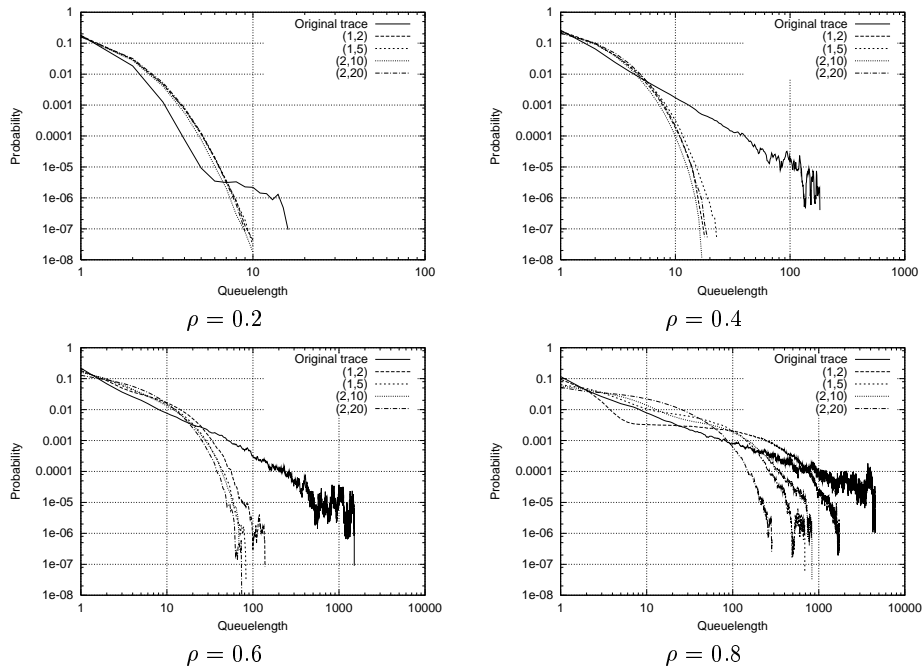 Original trace
(1,2)
(1,5)
(2,10)
(2,20)
1
0.1
0.01
0.001
0.0001
1e-05
1e-06
1e-07
1e-08
Probability
1 10 100
Queuelength
ρ = 0.2
Original trace
(1,2)
(1,5)
(2,10)
(2,20)
1
0.1
0.01
0.001
0.0001
1e-05
1e-06
1e-07
1e-08
Probability
1 10 100 1000
Queuelength
ρ = 0.4
Original trace
(1,2)
(1,5)
(2,10)
(2,20)
1
0.1
0.01
0.001
0.0001
1e-05
1e-06
1e-07
1e-08
Probability
1 10 100 1000 10000
Queuelength
ρ = 0.6
Original trace
(1,2)
(1,5)
(2,10)
(2,20)
1
0.1
0.01
0.001
0.0001
1e-05
1e-06
1e-07
1e-08
Probability
1 10 100 1000 10000
Queuelength
ρ = 0.8